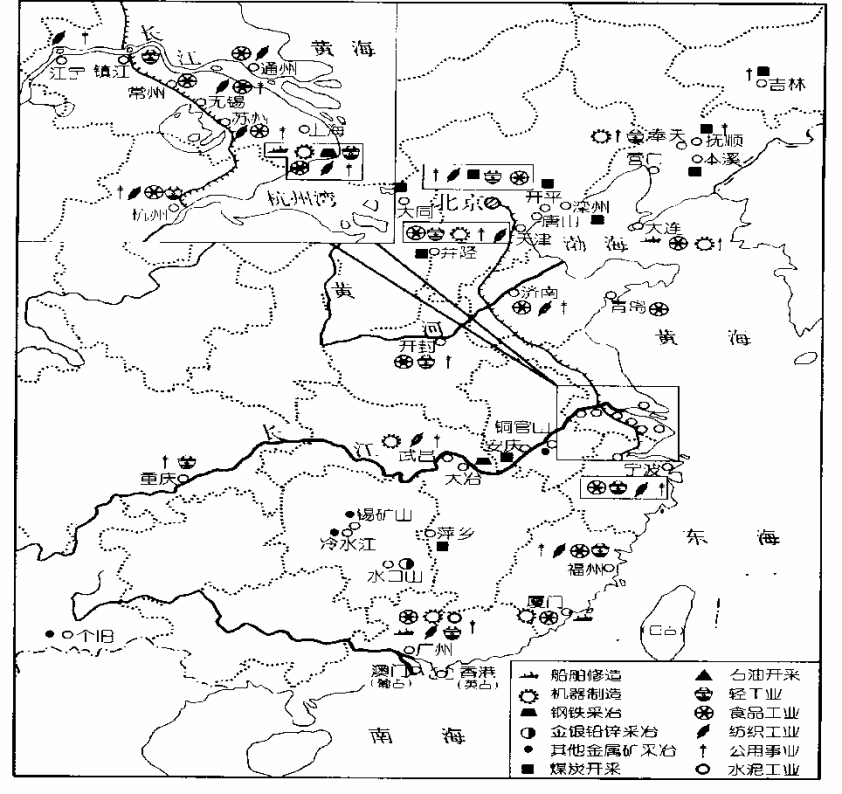 长
江
黄 海
江宁
镇江
通州
常州
无锡
苏州
上海
杭州
杭州湾
吉林
奉天
抚顺
本溪
营口
大同
北京
开平
滦州
唐山
天津
大连
渤 海
井陉
黄
河
济南
青岛
黄 海
开封
铜官山
长
江
武昌
安庆
大冶
宁波
重庆
锡矿山
冷水江
萍乡
水口山
东 海
福州
厦门
个旧
广州
澳门
(葡占)
香港
(英占)
(日占)
南 海
船舶修造
机器制造
钢铁采冶
金银铅锌采冶
其他金属矿采冶
煤炭开采
石油开采
轻工业
食品工业
纺织工业
公用事业
水泥工业